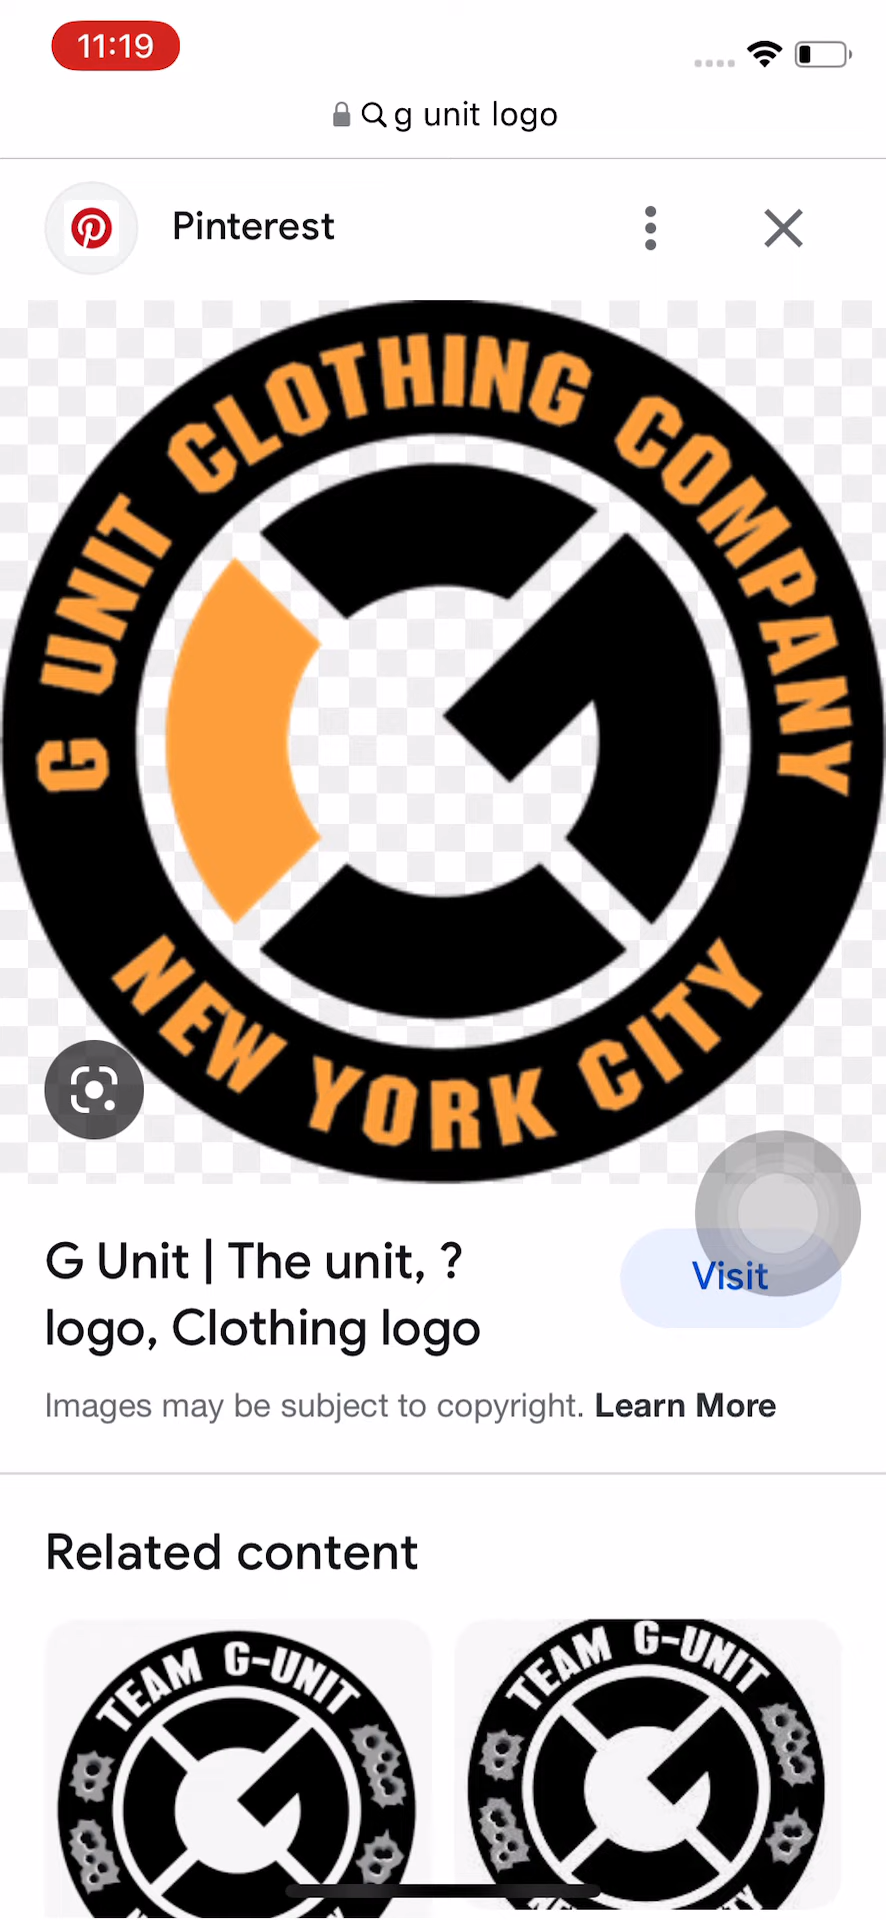 11:19
g unit logo
Pinterest
G UNIT CLOTHING COMPANY
NEW YORK CITY
G Unit | The unit, ?
logo, Clothing logo
Visit
Images may be subject to copyright. Learn More
Related content
TEAM G-UNIT
TEAM G-UNIT